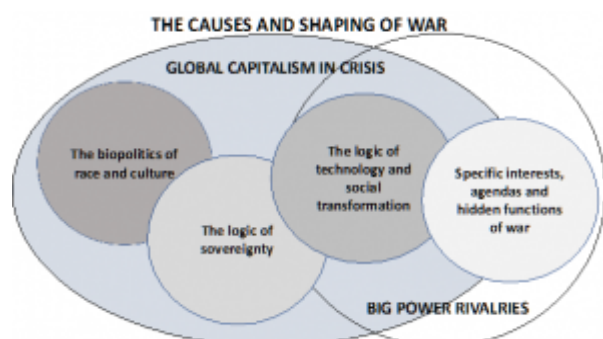 THE CAUSES AND SHAPING OF WAR
GLOBAL CAPITALISM IN CRISIS
The biopolitics of
race and culture
The logic of
sovereignty
The logic of
technology and
social
transformation
Specific interests,
agendas and
hidden functions
of war
BIG POWER RIVALRIES